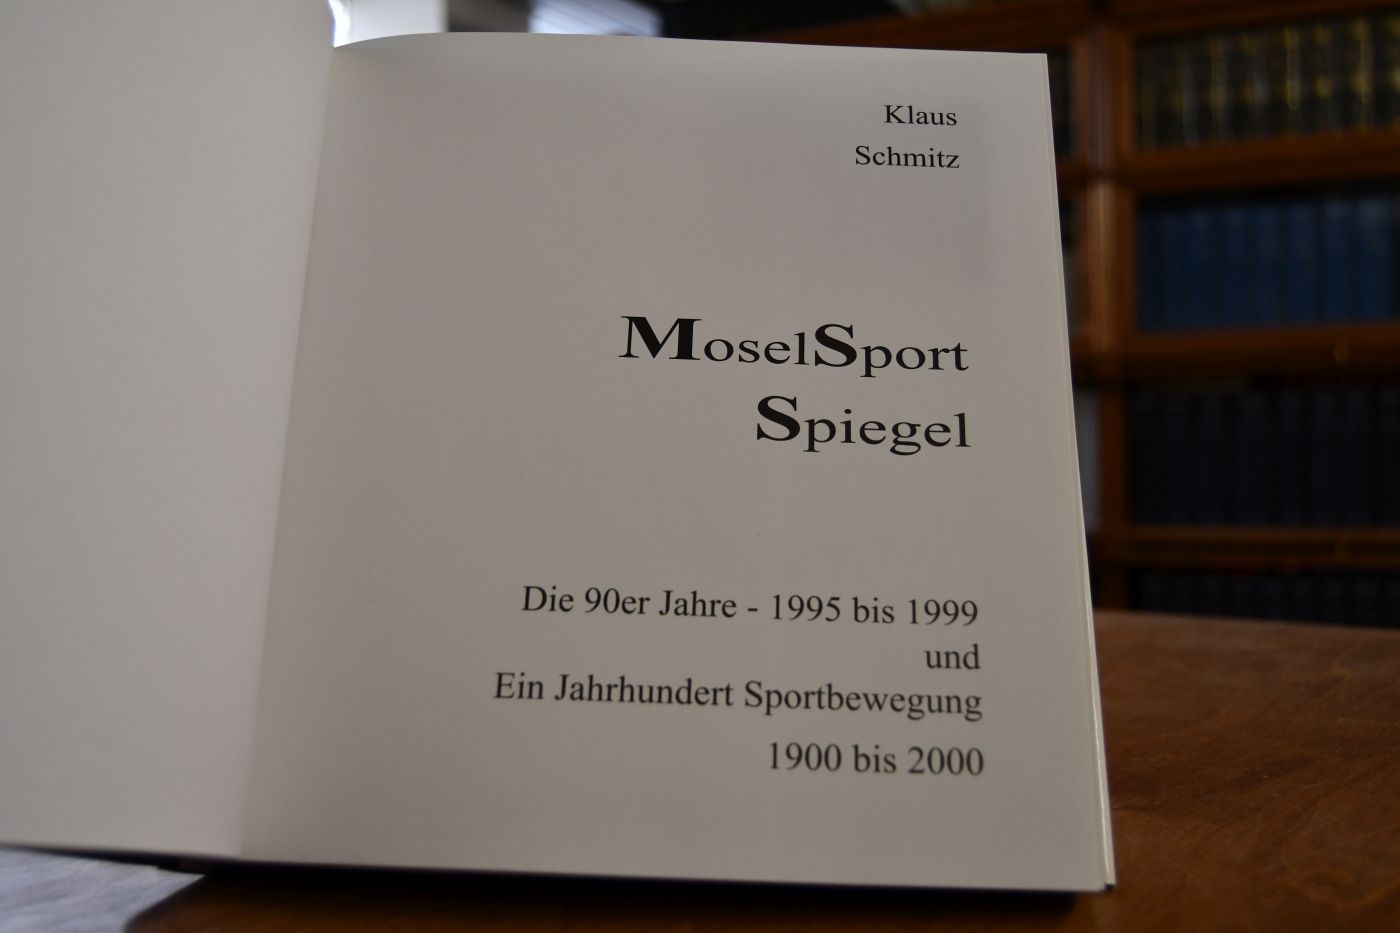 Klaus
Schmitz
MoselSport
Spiegel
Die 90er Jahre - 1995 bis 1999
und
Ein Jahrhundert Sportbewegung
1900 bis 2000